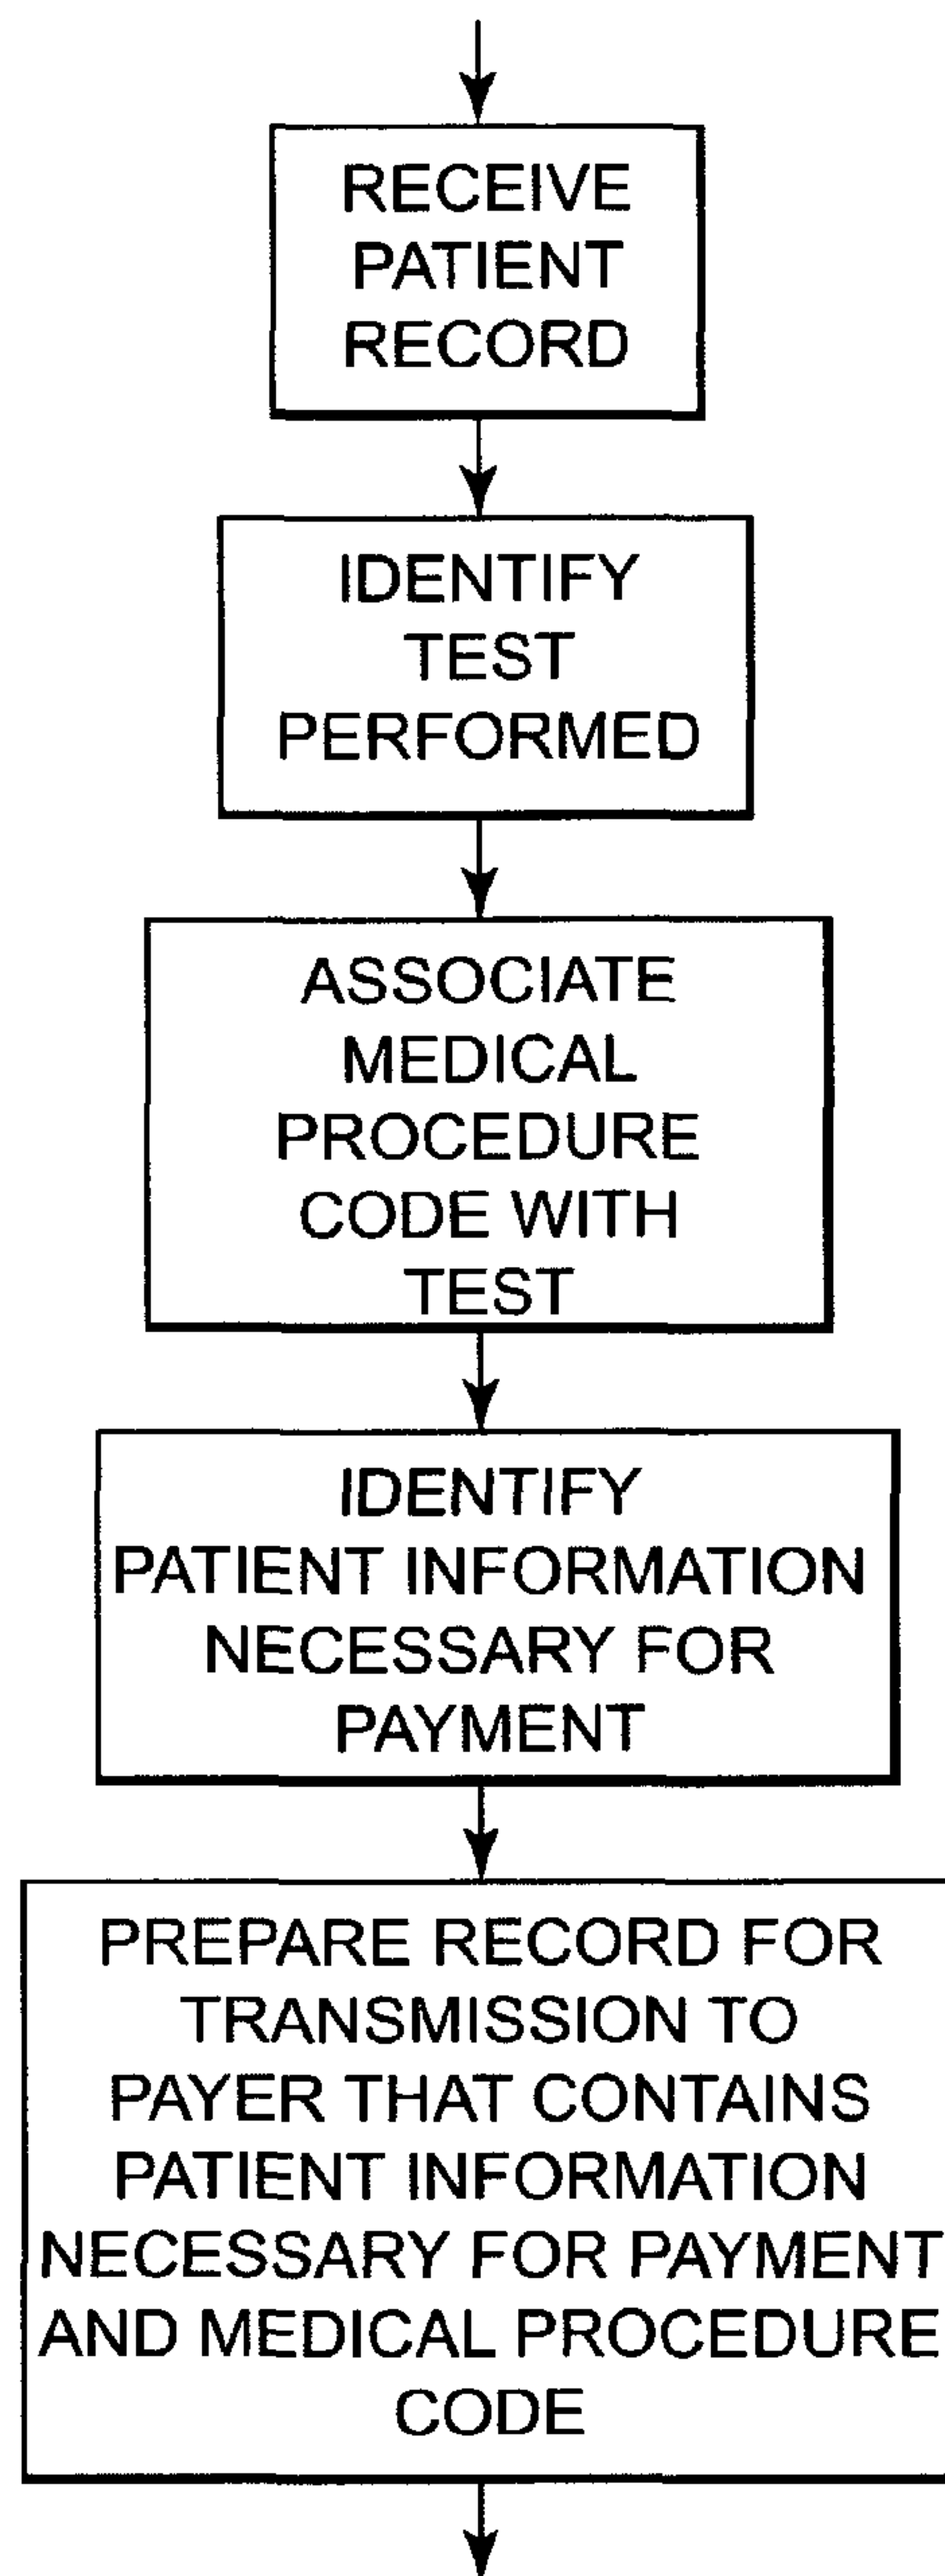 RECEIVE
PATIENT
RECORD
IDENTIFY
TEST
PERFORMED
ASSOCIATE
MEDICAL
PROCEDURE
CODE WITH
TEST
IDENTIFY
PATIENT INFORMATION
NECESSARY FOR
PAYMENT
PREPARE RECORD FOR
TRANSMISSION TO
PAYER THAT CONTAINS
PATIENT INFORMATION
NECESSARY FOR PAYMENT
AND MEDICAL PROCEDURE
CODE